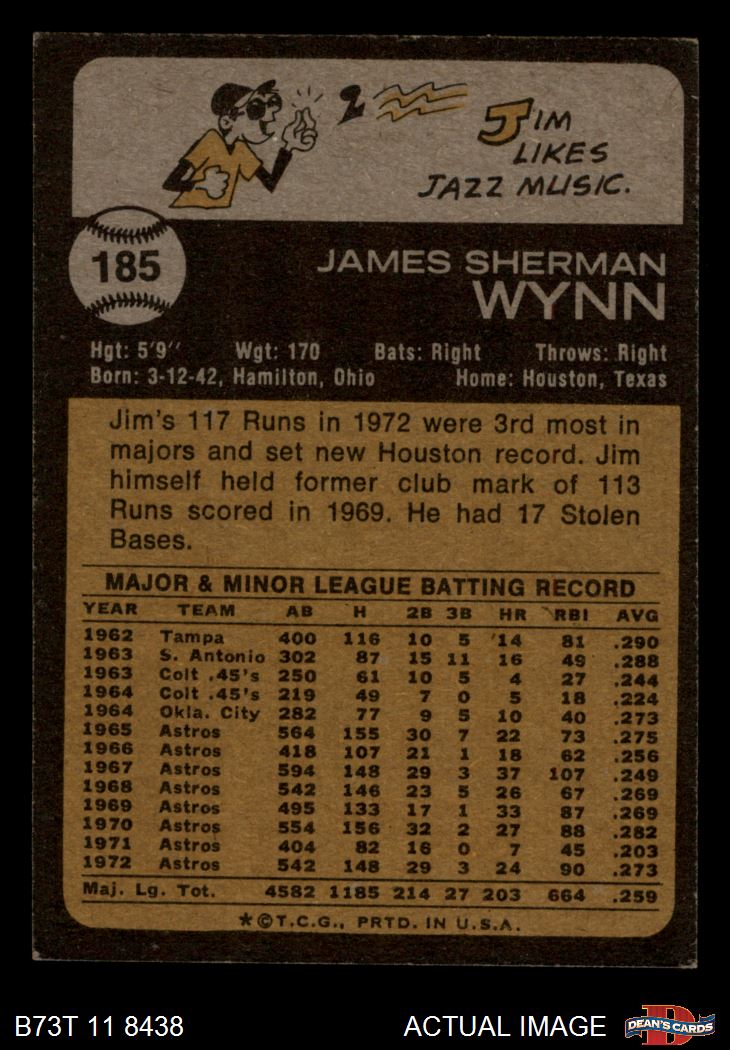 2
JIM
LIKES
JAZZ MUSIC.
185
JAMES SHERMAN
WYNN
Hgt: 5'9" Wgt: 170 Bats: Right Throws: Right
Born: 3-12-42, Hamilton, Ohio Home: Houston, Texas
Jim's 117 Runs in 1972 were 3rd most in
majors and set new Houston record. Jim
himself held former club mark of 113
Runs scored in 1969. He had 17 Stolen
Bases.
MAJOR & MINOR LEAGUE BATTING RECORD
YEAR TEAM AB H 2B 3B HR RBI AVG
1962 Tampa 400 116 10 5 14 81 .290
1963 S. Antonio 302 87 15 11 16 49 .288
1963 Colt .45's 250 61 10 5 4 27 .244
1964 Colt .45's 219 49 7 0 5 18 .224
1964 Okla. City 282 77 9 5 10 40 .273
1965 Astros 564 155 30 7 22 73 .275
1966 Astros 418 107 21 1 18 62 .256
1967 Astros 594 148 29 3 37 107 .249
1968 Astros 542 146 23 5 26 67 .269
1969 Astros 495 133 17 1 33 87 .269
1970 Astros 554 156 32 2 27 88 .282
1971 Astros 404 82 16 0 7 45 .203
1972 Astros 542 148 29 3 24 90 .273
Maj. Lg. Tot. 4582 1185 214 27 203 664 .259
*©T.C.G., PRTD. IN U.S.A.
B73T 11 8438 ACTUAL IMAGE
DEAN'S CARDS